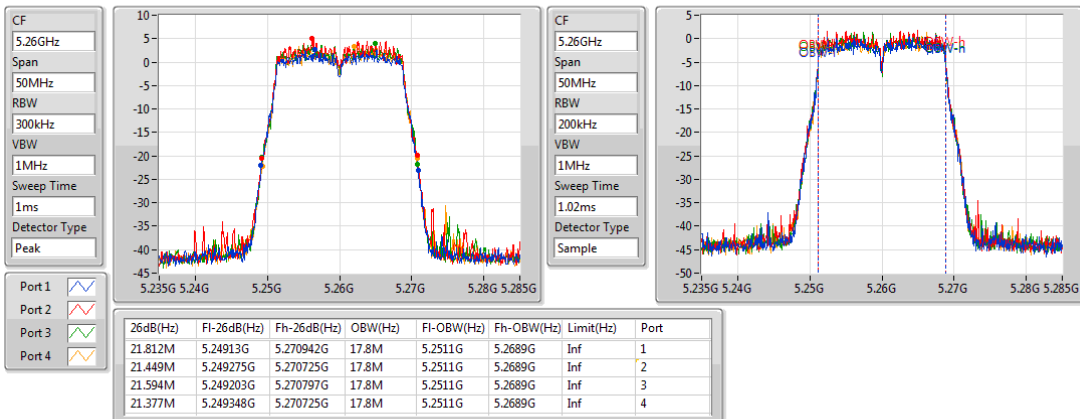 CF
5.26GHz
Span
50MHz
RBW
300kHz
VBW
1MHz
Sweep Time
1ms
Detector Type
Peak
10
5
0
-5
-10
-15
-20
-25
-30
-35
-40
-45
5.235G 5.24G 5.25G 5.26G 5.27G 5.28G 5.285G
CF
5.26GHz
Span
50MHz
RBW
200kHz
VBW
1MHz
Sweep Time
1.02ms
Detector Type
Sample
5
0
-5
-10
-15
-20
-25
-30
-35
-40
-45
-50
5.235G 5.24G 5.25G 5.26G 5.27G 5.28G 5.285G
Port 1
Port 2
Port 3
Port 4
26dB(Hz) Fl-26dB(Hz) Fh-26dB(Hz) OBW(Hz) Fl-OBW(Hz) Fh-OBW(Hz) Limit(Hz) Port
21.812M 5.24913G 5.270942G 17.8M 5.2511G 5.2689G Inf 1
21.449M 5.249275G 5.270725G 17.8M 5.2511G 5.2689G Inf 2
21.594M 5.249203G 5.270797G 17.8M 5.2511G 5.2689G Inf 3
21.377M 5.249348G 5.270725G 17.8M 5.2511G 5.2689G Inf 4